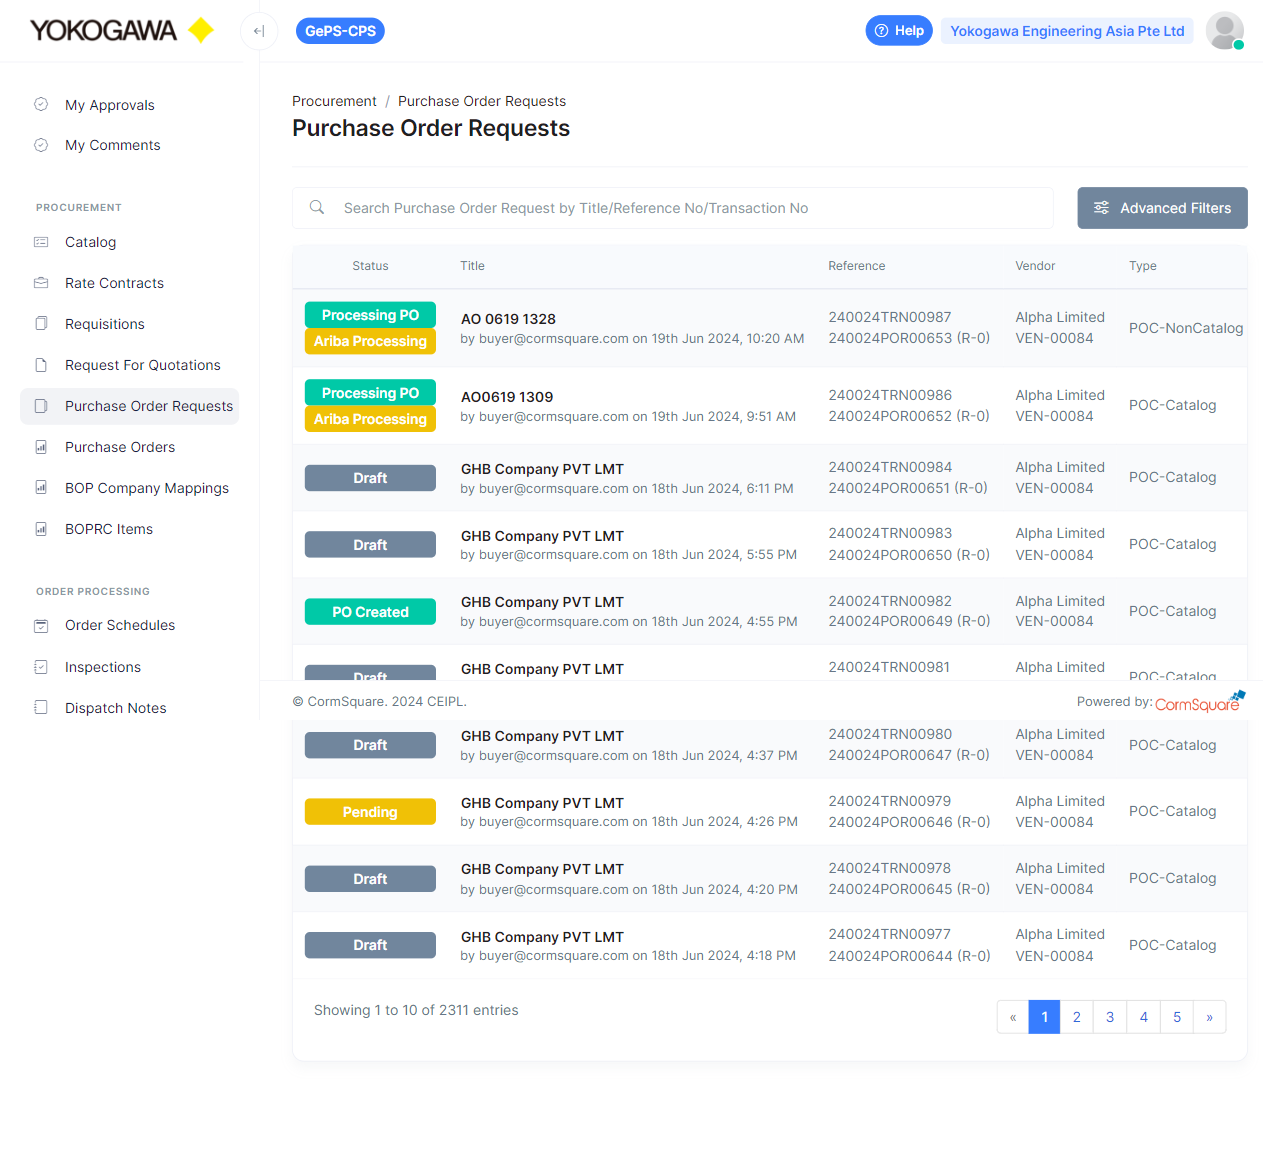 YOKOGAWA
GePS-CPS
Help
Yokogawa Engineering Asia Pte Ltd
My Approvals
My Comments
PROCUREMENT
Catalog
Rate Contracts
Requisitions
Request For Quotations
Purchase Order Requests
Purchase Orders
BOP Company Mappings
BOPRC Items
ORDER PROCESSING
Order Schedules
Inspections
Dispatch Notes
Procurement / Purchase Order Requests
Purchase Order Requests
Search Purchase Order Request by Title/Reference No/Transaction No
Advanced Filters
Status Title Reference Vendor Type
Processing PO
Ariba Processing
AO 0619 1328
by buyer@cormsquare.com on 19th Jun 2024, 10:20 AM
240024TRN00987
240024POR00653 (R-0)
Alpha Limited
VEN-00084
POC-NonCatalog
Processing PO
Ariba Processing
AO0619 1309
by buyer@cormsquare.com on 19th Jun 2024, 9:51 AM
240024TRN00986
240024POR00652 (R-0)
Alpha Limited
VEN-00084
POC-Catalog
Draft
GHB Company PVT LMT
by buyer@cormsquare.com on 18th Jun 2024, 6:11 PM
240024TRN00984
240024POR00651 (R-0)
Alpha Limited
VEN-00084
POC-Catalog
Draft
GHB Company PVT LMT
by buyer@cormsquare.com on 18th Jun 2024, 5:55 PM
240024TRN00983
240024POR00650 (R-0)
Alpha Limited
VEN-00084
POC-Catalog
PO Created
GHB Company PVT LMT
by buyer@cormsquare.com on 18th Jun 2024, 4:55 PM
240024TRN00982
240024POR00649 (R-0)
Alpha Limited
VEN-00084
POC-Catalog
Draft
GHB Company PVT LMT
240024TRN00981
Alpha Limited
POC-Catalog
© CormSquare. 2024 CEIPL.
Powered by: CormSquare
Draft
GHB Company PVT LMT
by buyer@cormsquare.com on 18th Jun 2024, 4:37 PM
240024TRN00980
240024POR00647 (R-0)
Alpha Limited
VEN-00084
POC-Catalog
Pending
GHB Company PVT LMT
by buyer@cormsquare.com on 18th Jun 2024, 4:26 PM
240024TRN00979
240024POR00646 (R-0)
Alpha Limited
VEN-00084
POC-Catalog
Draft
GHB Company PVT LMT
by buyer@cormsquare.com on 18th Jun 2024, 4:20 PM
240024TRN00978
240024POR00645 (R-0)
Alpha Limited
VEN-00084
POC-Catalog
Draft
GHB Company PVT LMT
by buyer@cormsquare.com on 18th Jun 2024, 4:18 PM
240024TRN00977
240024POR00644 (R-0)
Alpha Limited
VEN-00084
POC-Catalog
Showing 1 to 10 of 2311 entries
« 1 2 3 4 5 »